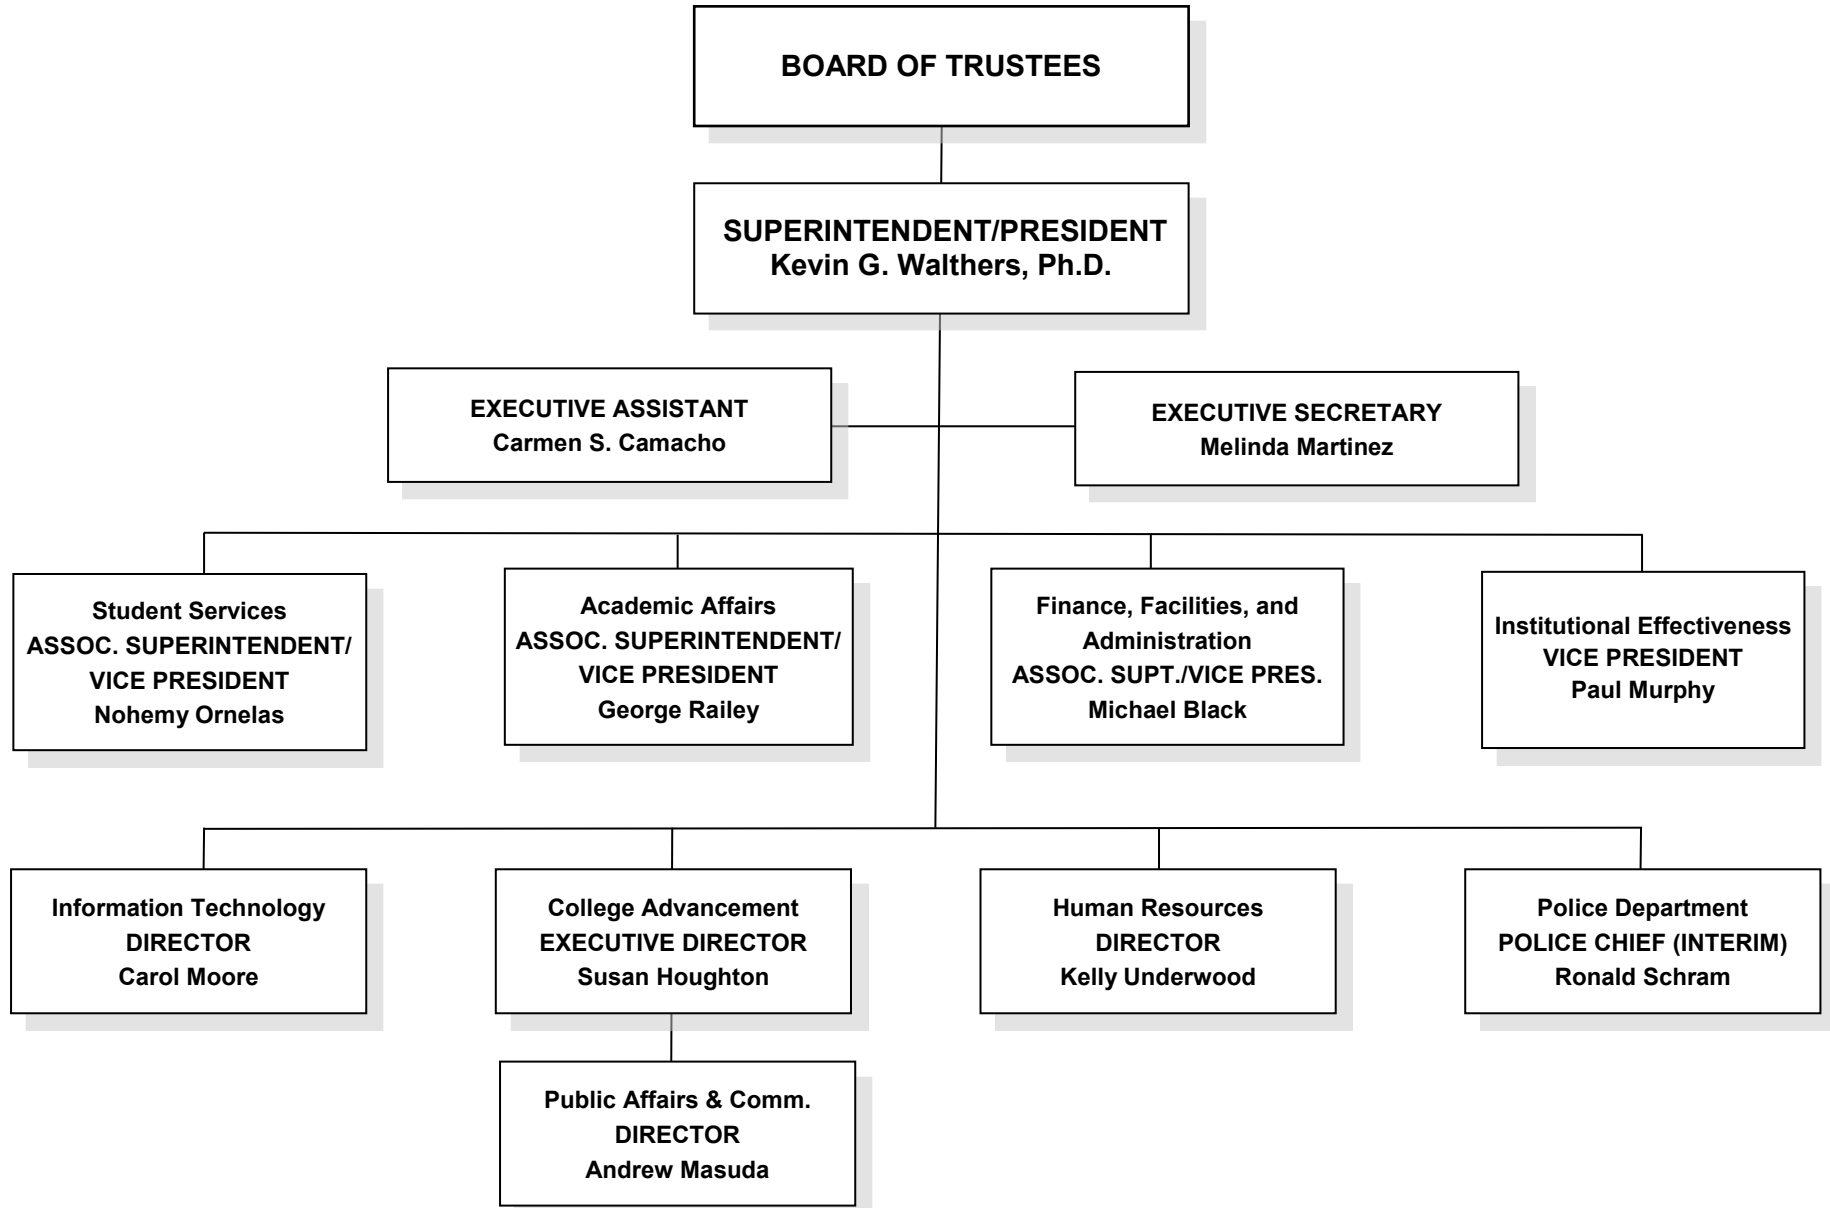 BOARD OF TRUSTEES
SUPERINTENDENT/PRESIDENT
Kevin G. Walthers, Ph.D.
EXECUTIVE ASSISTANT
Carmen S. Camacho
EXECUTIVE SECRETARY
Melinda Martinez
Student Services
ASSOC. SUPERINTENDENT/
VICE PRESIDENT
Nohemy Ornelas
Academic Affairs
ASSOC. SUPERINTENDENT/
VICE PRESIDENT
George Railey
Finance, Facilities, and
Administration
ASSOC. SUPT./VICE PRES.
Michael Black
Institutional Effectiveness
VICE PRESIDENT
Paul Murphy
Information Technology
DIRECTOR
Carol Moore
College Advancement
EXECUTIVE DIRECTOR
Susan Houghton
Human Resources
DIRECTOR
Kelly Underwood
Police Department
POLICE CHIEF (INTERIM)
Ronald Schram
Public Affairs & Comm.
DIRECTOR
Andrew Masuda